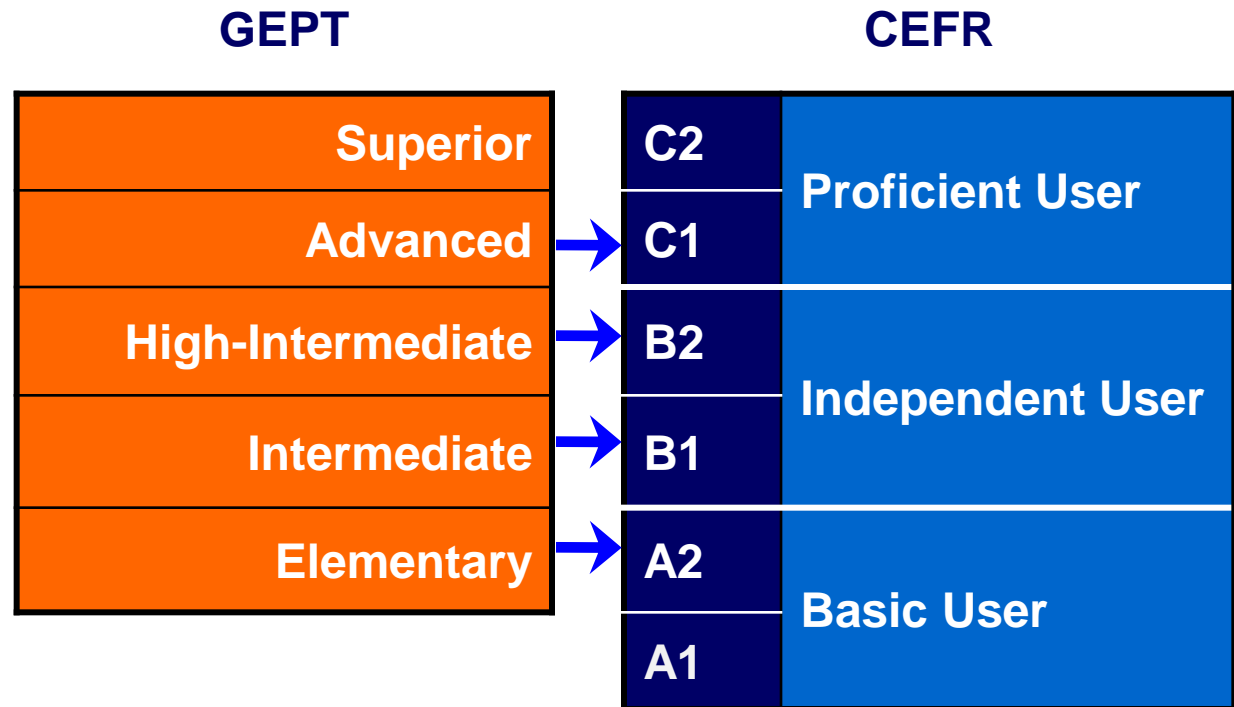 GEPT CEFR
Superior C2
Proficient User
Advanced C1
High-Intermediate B2
Independent User
Intermediate B1
Elementary A2
Basic User
A1